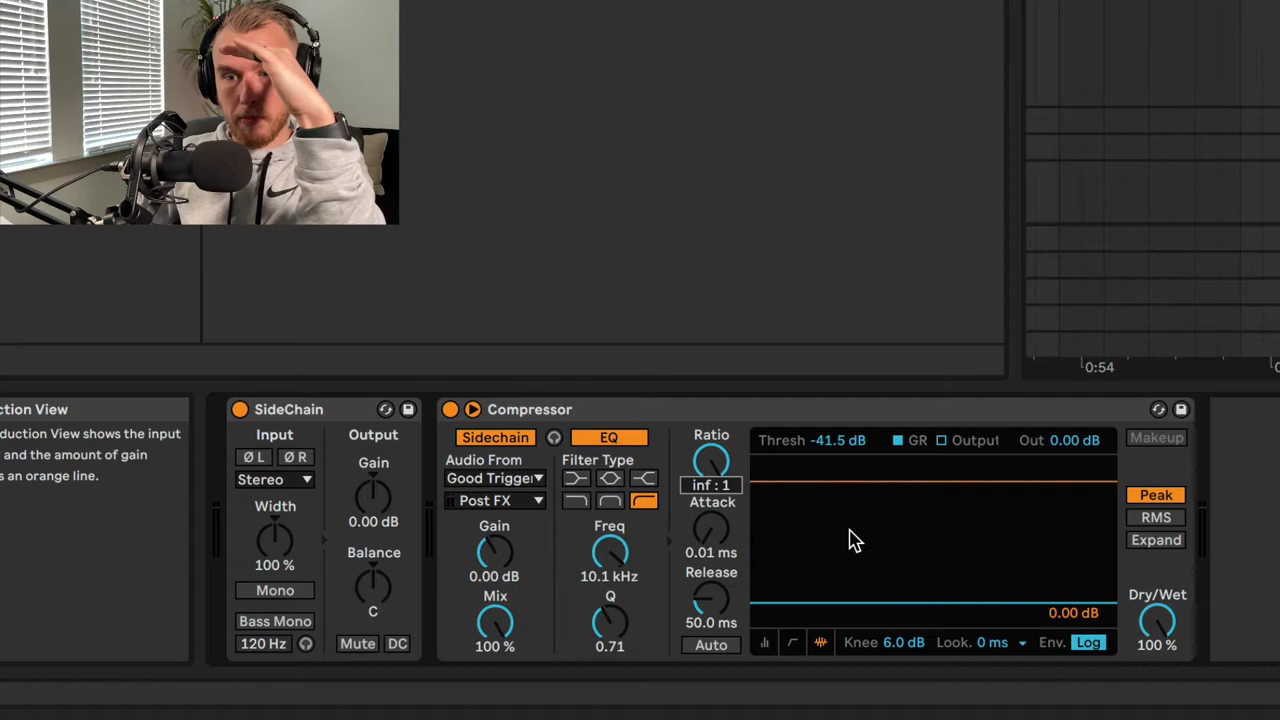 0:54
ction View
duction View shows the input
y and the amount of gain
s an orange line.
SideChain
Input
Ø L
Ø R
Stereo
Width
100 %
Mono
Bass Mono
120 Hz
Output
Gain
0.00 dB
Balance
C
Mute
DC
Compressor
Sidechain
EQ
Audio From
Good Trigge
Post FX
Gain
0.00 dB
Mix
100 %
Filter Type
Freq
10.1 kHz
Q
0.71
Ratio
inf : 1
Attack
0.01 ms
Release
50.0 ms
Auto
Thresh -41.5 dB
GR
Output
Out 0.00 dB
0.00 dB
Knee 6.0 dB
Look. 0 ms
Env. Log
Makeup
Peak
RMS
Expand
Dry/Wet
100 %